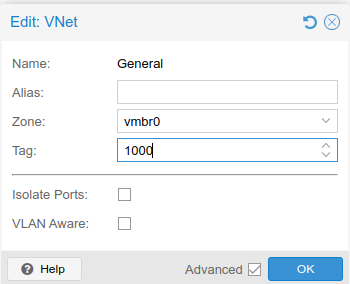 Edit: VNet
Name: General
Alias:
Zone: vmbr0
Tag: 1000
Isolate Ports:
VLAN Aware:
Help Advanced OK